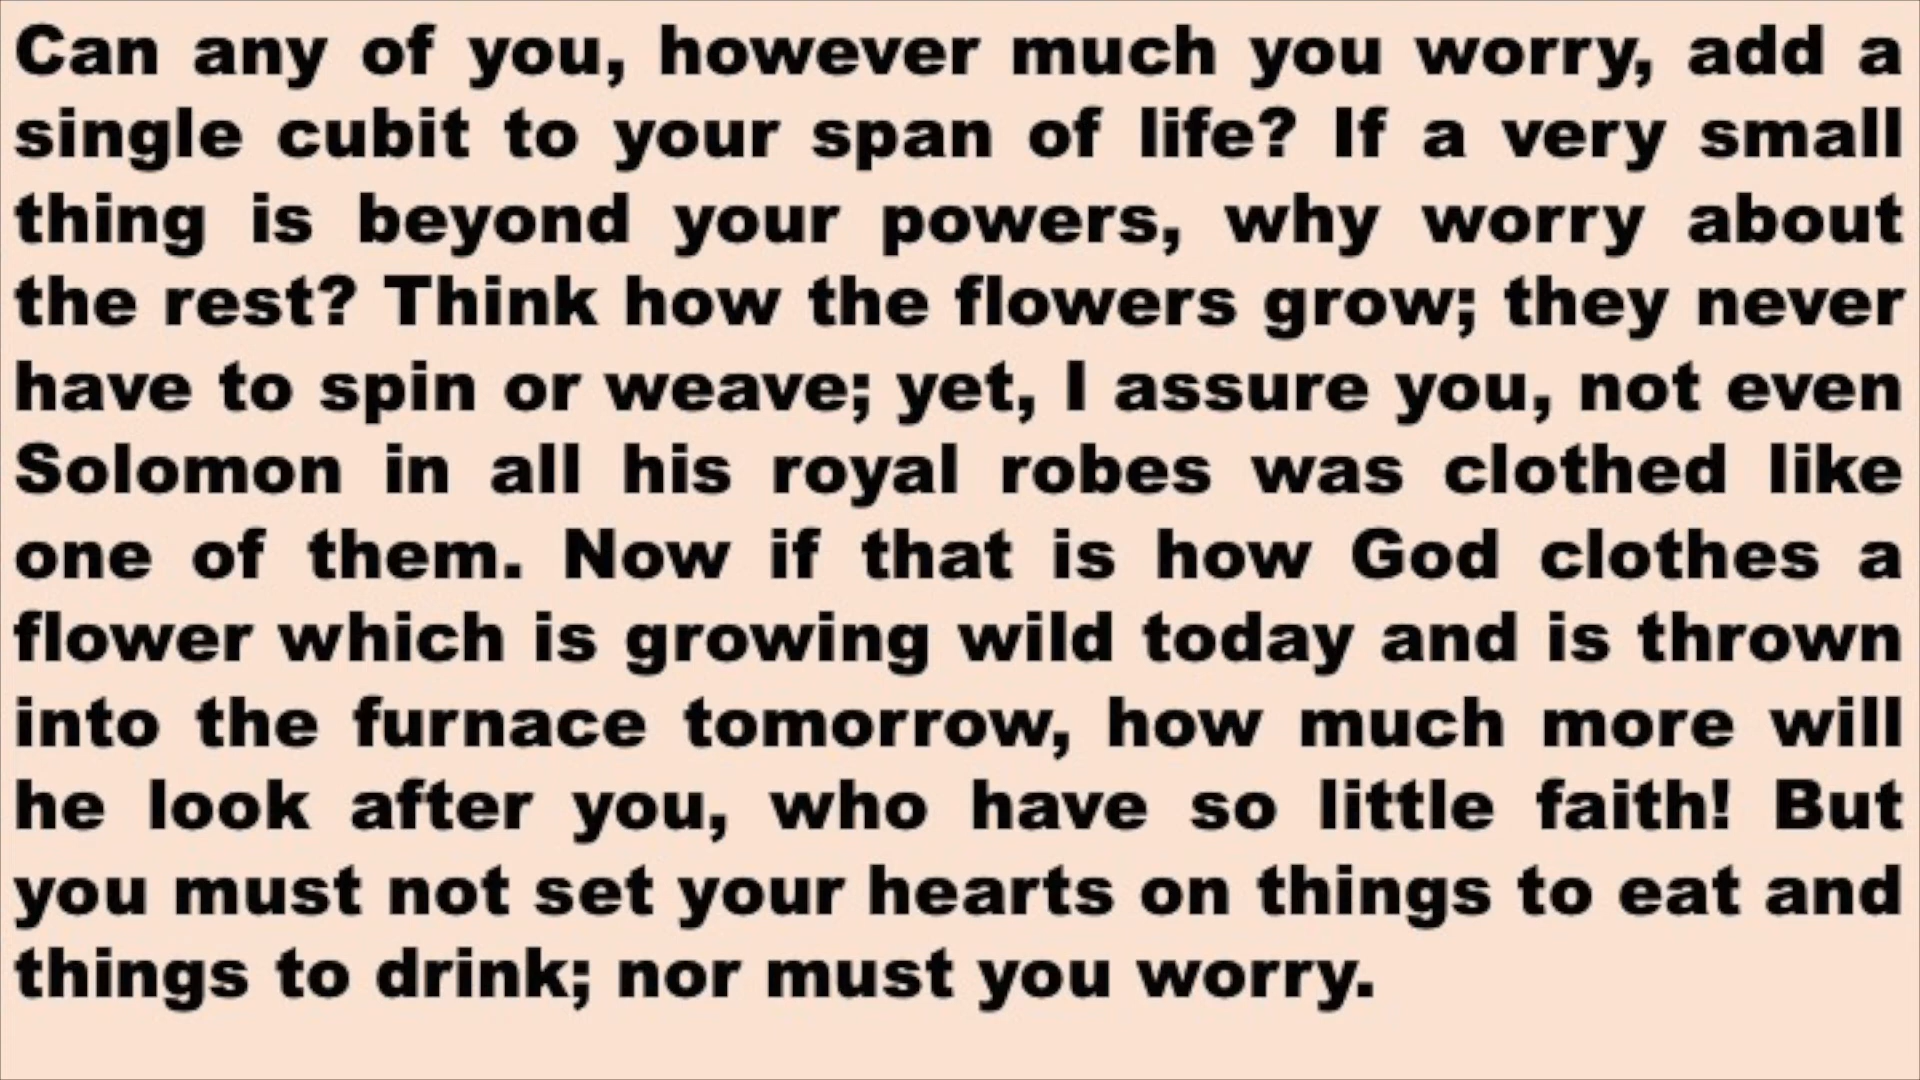 Can any of you, however much you worry, add a
single cubit to your span of life? If a very small
thing is beyond your powers, why worry about
the rest? Think how the flowers grow; they never
have to spin or weave; yet, I assure you, not even
Solomon in all his royal robes was clothed like
one of them. Now if that is how God clothes a
flower which is growing wild today and is thrown
into the furnace tomorrow, how much more will
he look after you, who have so little faith! But
you must not set your hearts on things to eat and
things to drink; nor must you worry.